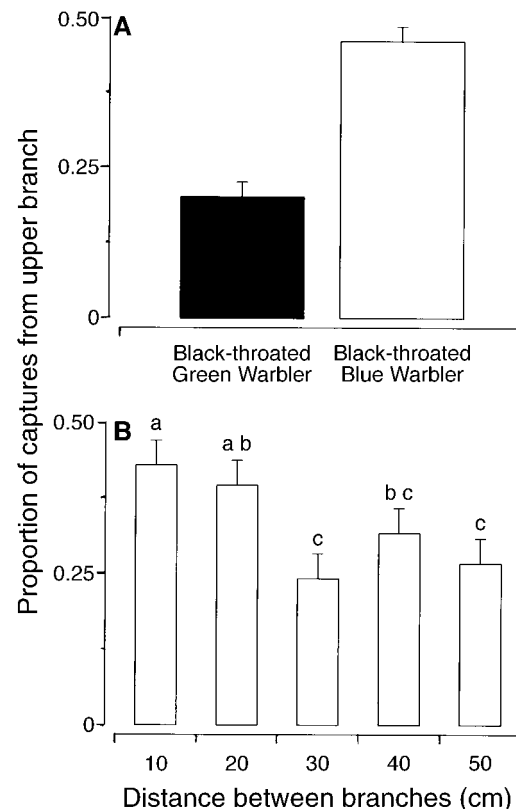 Proportion of captures from upper branch
A
0.50
0.25
0
Black-throated Green Warbler
Black-throated Blue Warbler
B
0.50
0.25
0
a
a b
c
b c
c
10 20 30 40 50
Distance between branches (cm)